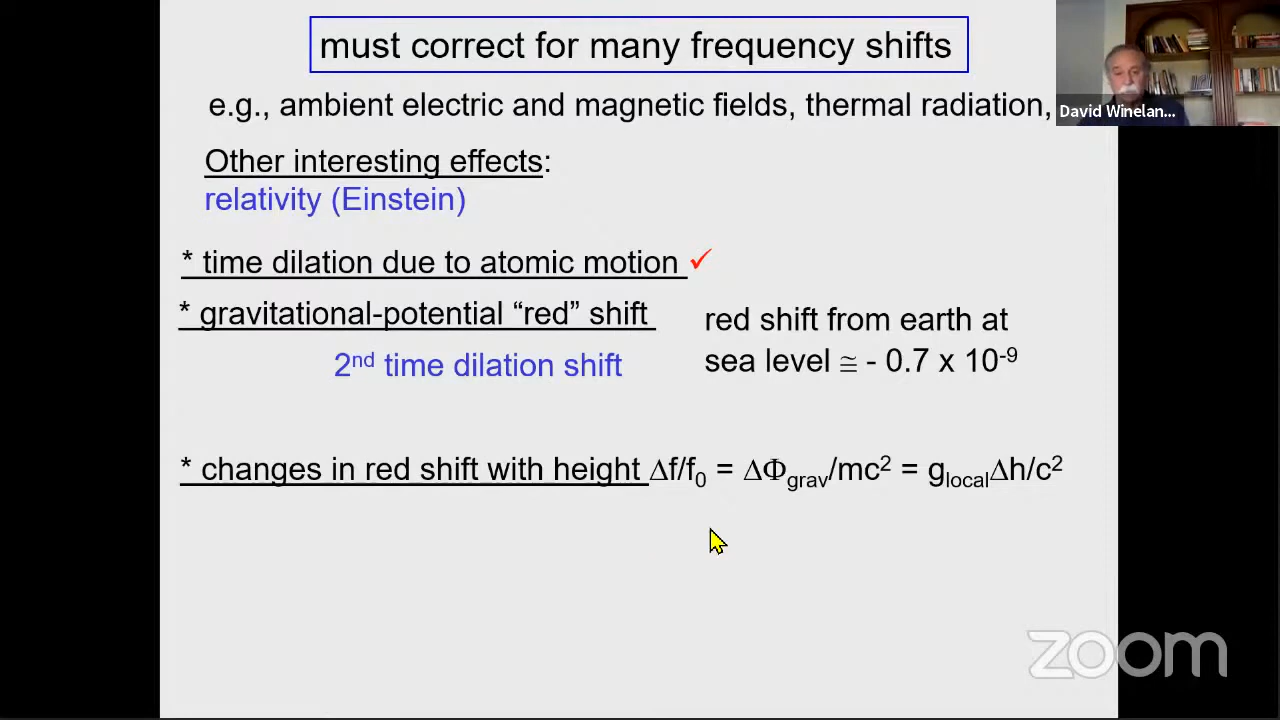 must correct for many frequency shifts
e.g., ambient electric and magnetic fields, thermal radiation,
David Winelan...
Other interesting effects:
relativity (Einstein)
* time dilation due to atomic motion ✓
* gravitational-potential “red” shift
red shift from earth at
sea level ≅ - 0.7 x 10⁻⁹
2ⁿᵈ time dilation shift
* changes in red shift with height Δf/f₀ = ΔΦgrav/mc² = glocalΔh/c²
zoom